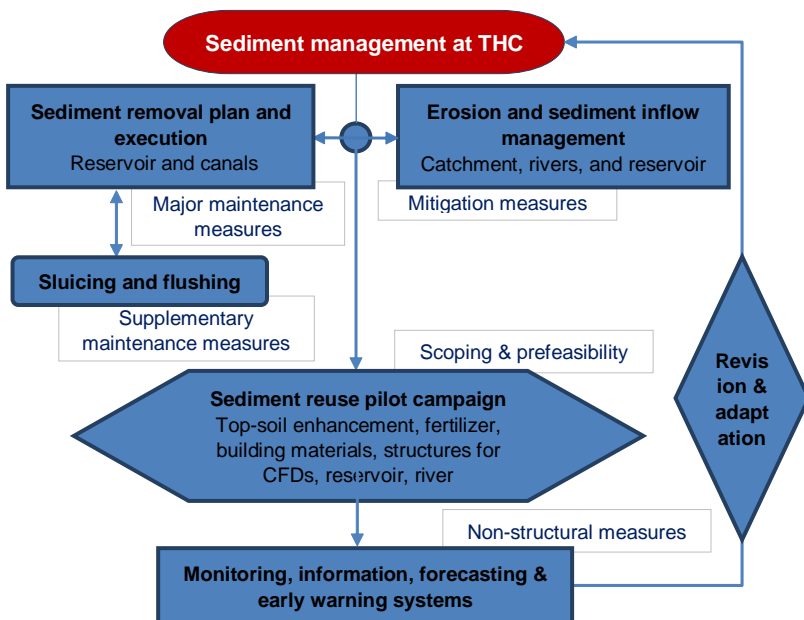 Sediment management at THC
Sediment removal plan and
execution
Reservoir and canals
Erosion and sediment inflow
management
Catchment, rivers, and reservoir
Major maintenance
measures
Mitigation measures
Sluicing and flushing
Supplementary
maintenance measures
Scoping & prefeasibility
Revis
ion &
adapt
ation
Sediment reuse pilot campaign
Top-soil enhancement, fertilizer,
building materials, structures for
CFDs, reservoir, river
Non-structural measures
Monitoring, information, forecasting &
early warning systems